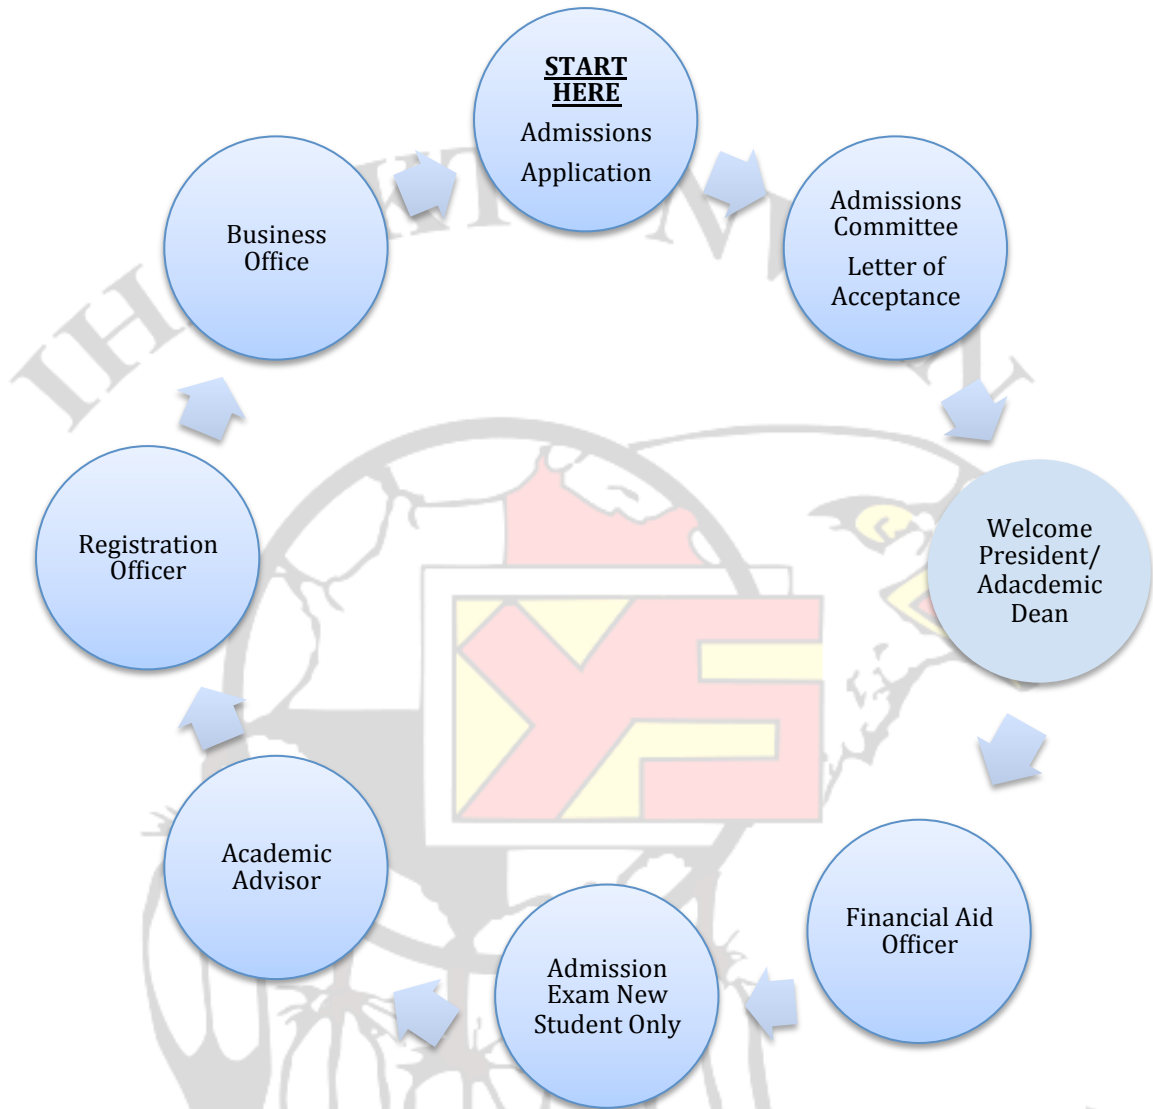 START
HERE
Admissions
Application
Admissions
Committee
Letter of
Acceptance
Welcome
President/
Adacdemic
Dean
Financial Aid
Officer
Admission
Exam New
Student Only
Academic
Advisor
Registration
Officer
Business
Office
YS